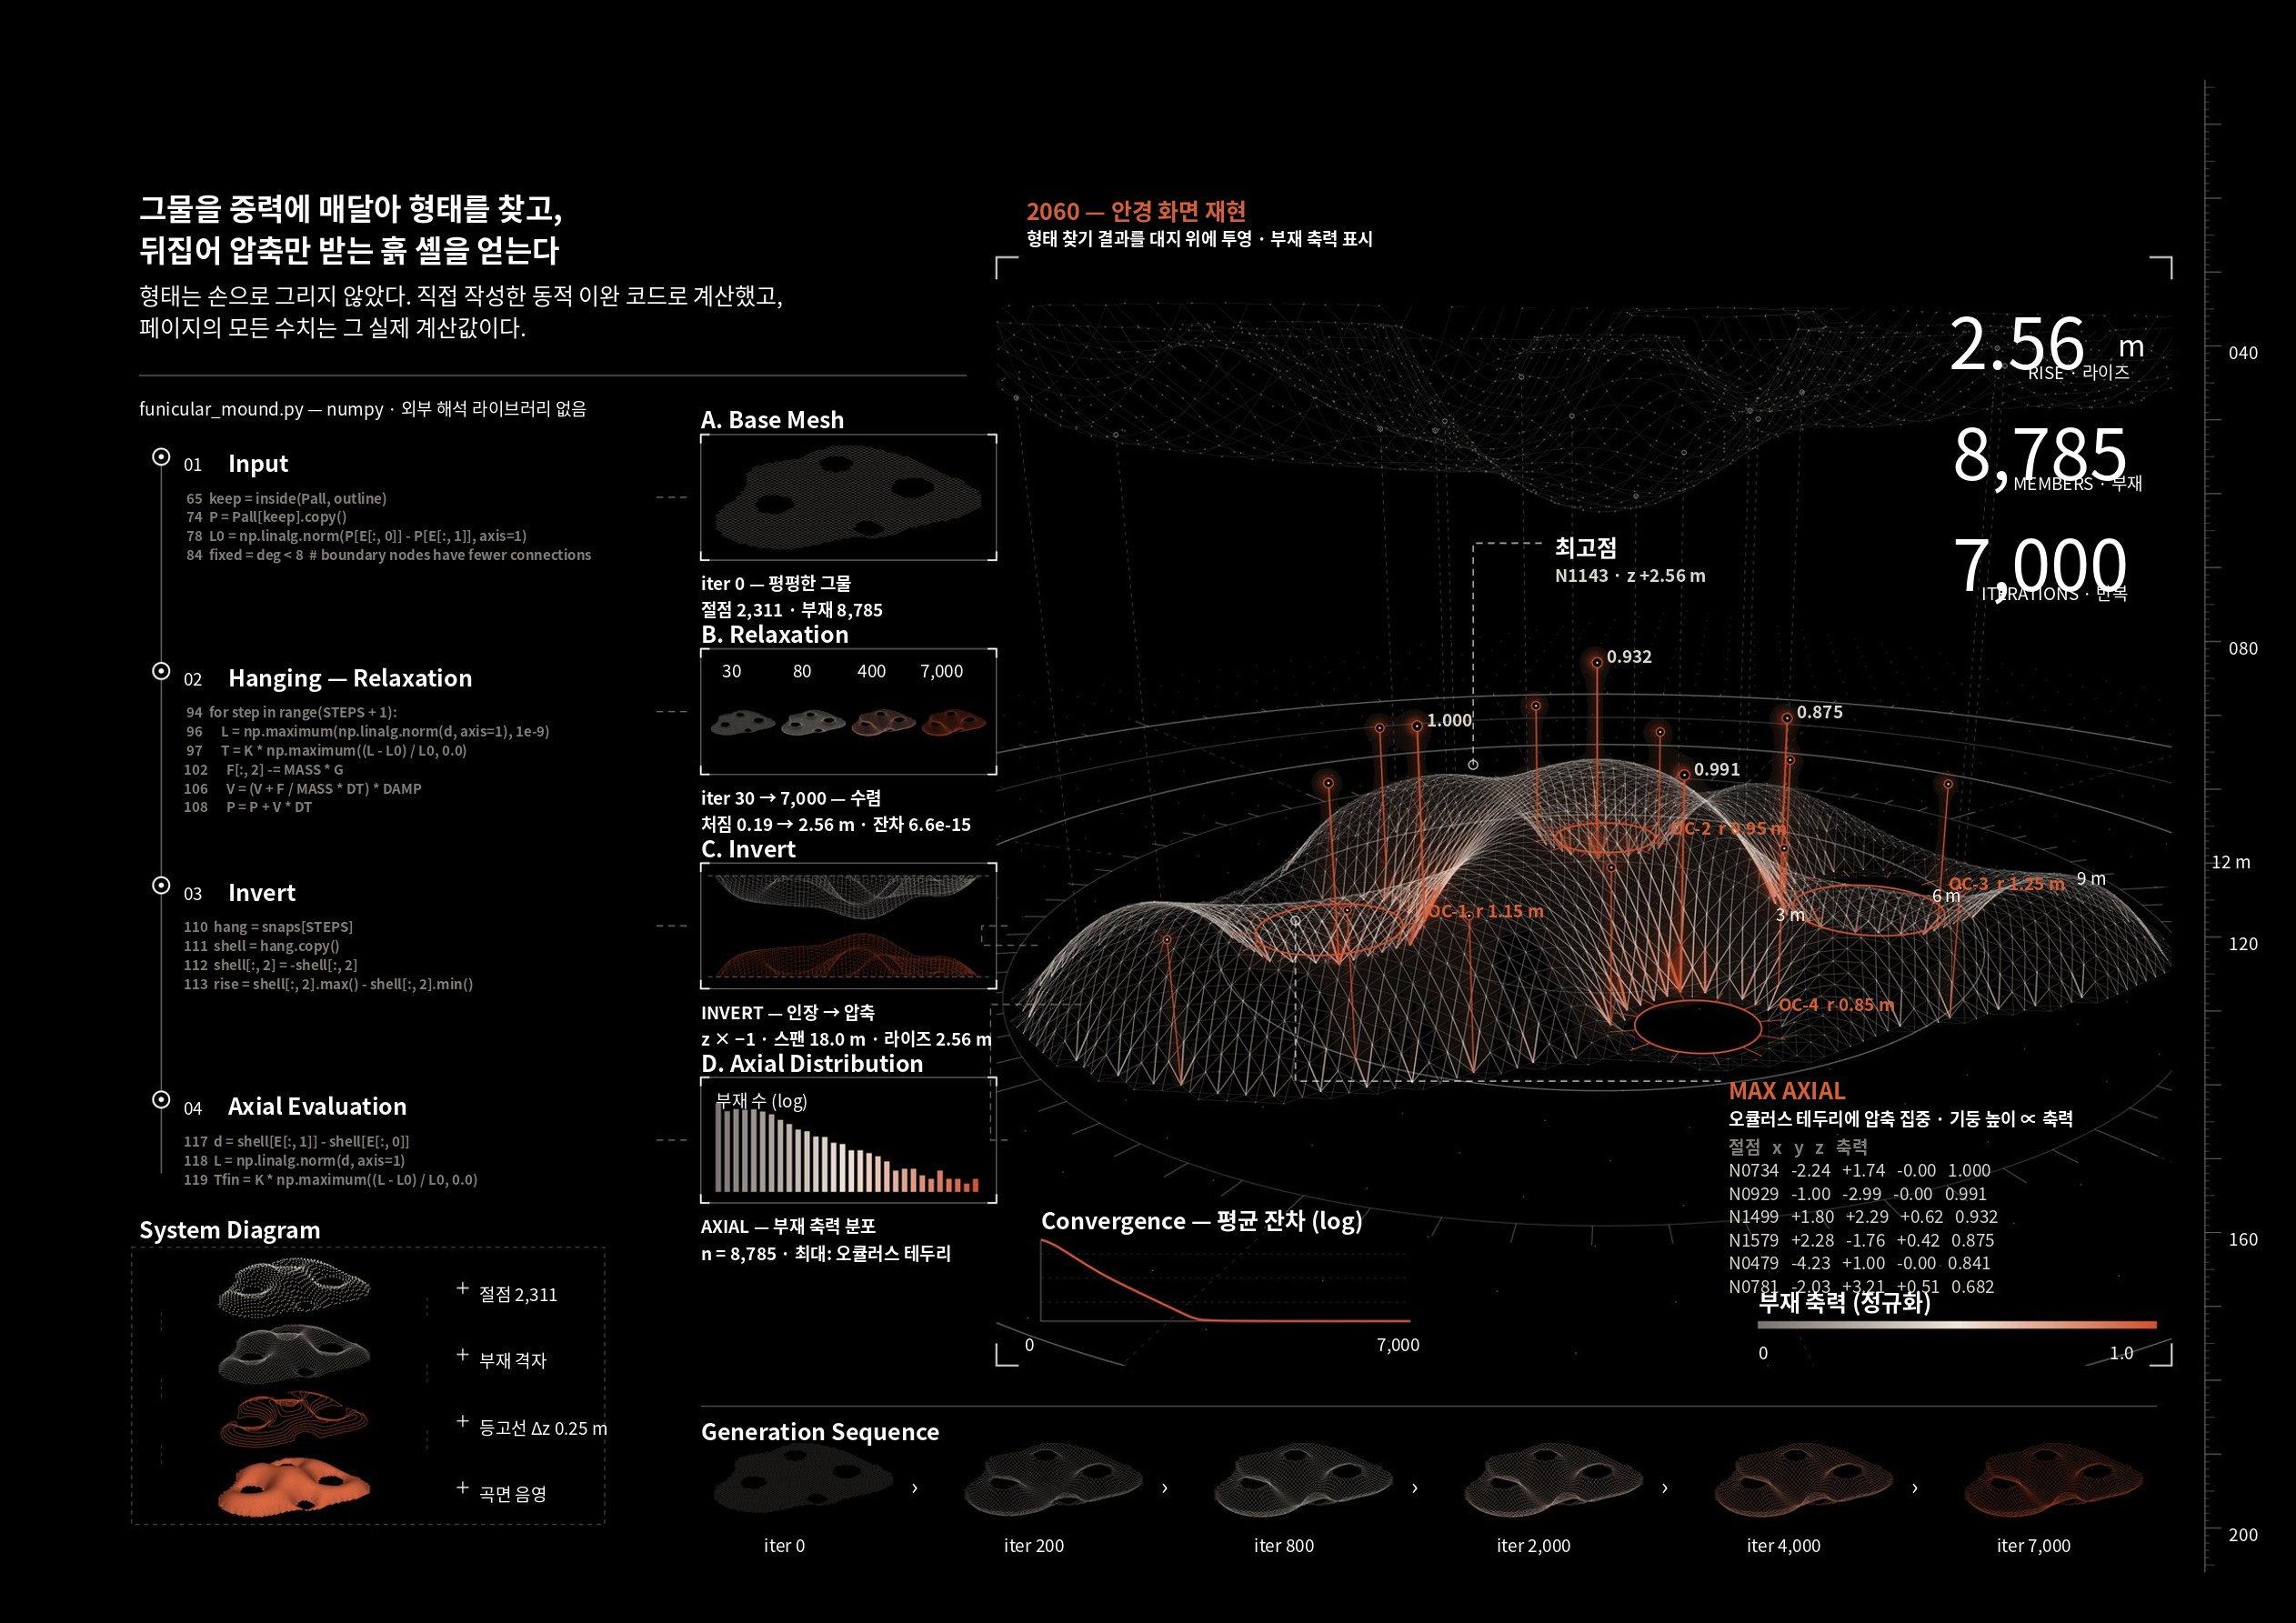 그물을 중력에 매달아 형태를 찾고,
뒤집어 압축만 받는 흙 셸을 얻는다
형태는 손으로 그리지 않았다. 직접 작성한 동적 이완 코드로 계산했고,
페이지의 모든 수치는 그 실제 계산값이다.
funicular_mound.py — numpy · 외부 해석 라이브러리 없음
01 Input
65 keep = inside(Pall, outline)
74 P = Pall[keep].copy()
78 L0 = np.linalg.norm(P[E[:, 0]] - P[E[:, 1]], axis=1)
84 fixed = deg < 8 # boundary nodes have fewer connections
02 Hanging — Relaxation
94 for step in range(STEPS + 1):
96 L = np.maximum(np.linalg.norm(d, axis=1), 1e-9)
97 T = K * np.maximum((L - L0) / L0, 0.0)
102 F[:, 2] -= MASS * G
106 V = (V + F / MASS * DT) * DAMP
108 P = P + V * DT
03 Invert
110 hang = snaps[STEPS]
111 shell = hang.copy()
112 shell[:, 2] = -shell[:, 2]
113 rise = shell[:, 2].max() - shell[:, 2].min()
04 Axial Evaluation
117 d = shell[E[:, 1]] - shell[E[:, 0]]
118 L = np.linalg.norm(d, axis=1)
119 Tfin = K * np.maximum((L - L0) / L0, 0.0)
System Diagram
절점 2,311
부재 격자
등고선 Δz 0.25 m
곡면 음영
A. Base Mesh
iter 0 — 평평한 그물
절점 2,311 · 부재 8,785
B. Relaxation
30 80 400 7,000
iter 30 → 7,000 — 수렴
처짐 0.19 → 2.56 m · 잔차 6.6e-15
C. Invert
INVERT — 인장 → 압축
z × −1 · 스팬 18.0 m · 라이즈 2.56 m
D. Axial Distribution
부재 수 (log)
AXIAL — 부재 축력 분포
n = 8,785 · 최대: 오큘러스 테두리
2060 — 안경 화면 재현
형태 찾기 결과를 대지 위에 투영 · 부재 축력 표시
2.56 m
RISE · 라이즈
8,785
MEMBERS · 부재
7,000
ITERATIONS · 반복
최고점
N1143 · z +2.56 m
0.932
1.000
0.875
0.991
OC-2 r 0.95 m
OC-1 r 1.15 m
OC-3 r 1.25 m
OC-4 r 0.85 m
3 m
6 m
9 m
12 m
MAX AXIAL
오큘러스 테두리에 압축 집중 · 기둥 높이 ∝ 축력
절점 x y z 축력
N0734 -2.24 +1.74 -0.00 1.000
N0929 -1.00 -2.99 -0.00 0.991
N1499 +1.80 +2.29 +0.62 0.932
N1579 +2.28 -1.76 +0.42 0.875
N0479 -4.23 +1.00 -0.00 0.841
N0781 -2.03 +3.21 +0.51 0.682
부재 축력 (정규화)
0 1.0
Convergence — 평균 잔차 (log)
0 7,000
Generation Sequence
iter 0
iter 200
iter 800
iter 2,000
iter 4,000
iter 7,000
040
080
120
160
200